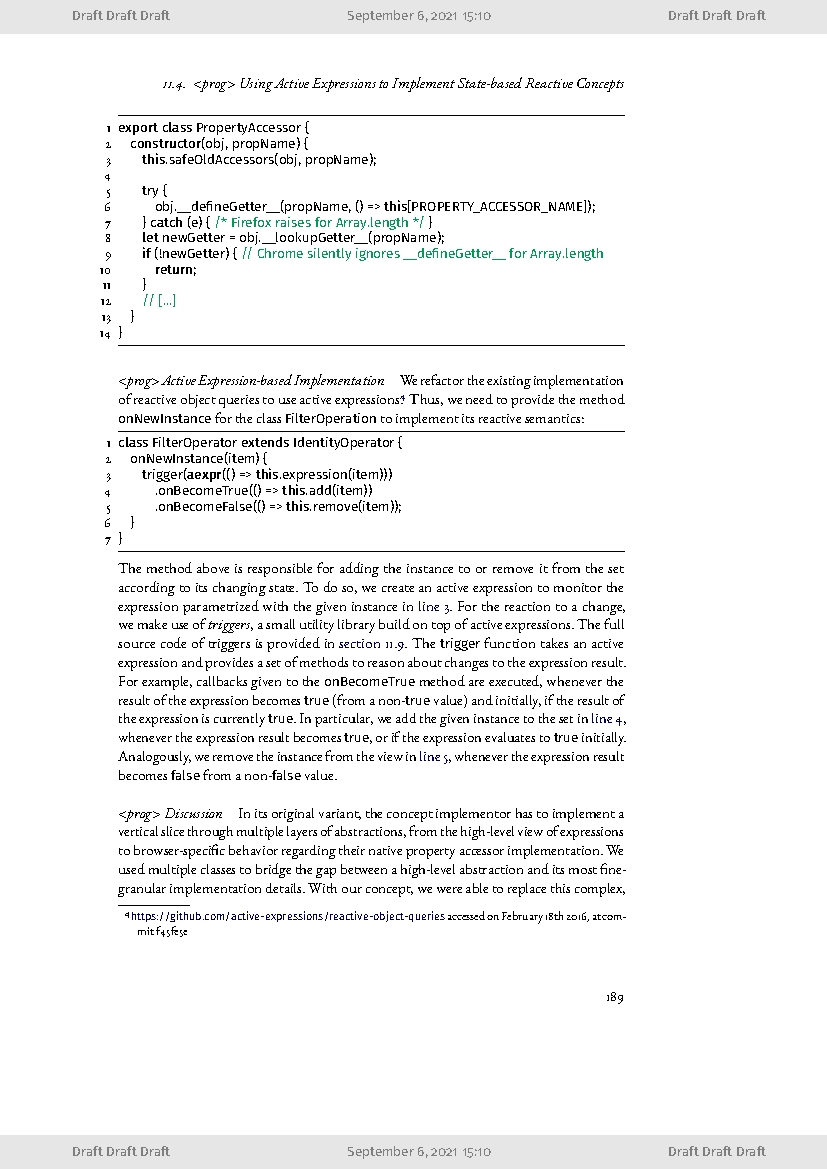 Draft Draft Draft September 6, 2021 15:10 Draft Draft Draft
11.4. <prog> Using Active Expressions to Implement State-based Reactive Concepts
1 export class PropertyAccessor {
2 constructor(obj, propName) {
3 this.safeOldAccessors(obj, propName);
4
5 try {
6 obj.__defineGetter__(propName, () => this[PROPERTY_ACCESSOR_NAME]);
7 } catch (e) { /* Firefox raises for Array.length */ }
8 let newGetter = obj.__lookupGetter__(propName);
9 if (!newGetter) { // Chrome silently ignores __defineGetter__ for Array.length
10 return;
11 }
12 // [...]
13 }
14 }
<prog> Active Expression-based Implementation We refactor the existing implementation
of reactive object queries to use active expressions.4 Thus, we need to provide the method
onNewInstance for the class FilterOperation to implement its reactive semantics:
1 class FilterOperator extends IdentityOperator {
2 onNewInstance(item) {
3 trigger(aexpr(() => this.expression(item)))
4 .onBecomeTrue(() => this.add(item))
5 .onBecomeFalse(() => this.remove(item));
6 }
7 }
The method above is responsible for adding the instance to or remove it from the set
according to its changing state. To do so, we create an active expression to monitor the
expression parametrized with the given instance in line 3. For the reaction to a change,
we make use of triggers, a small utility library build on top of active expressions. The full
source code of triggers is provided in section 11.9. The trigger function takes an active
expression and provides a set of methods to reason about changes to the expression result.
For example, callbacks given to the onBecomeTrue method are executed, whenever the
result of the expression becomes true (from a non-true value) and initially, if the result of
the expression is currently true. In particular, we add the given instance to the set in line 4,
whenever the expression result becomes true, or if the expression evaluates to true initially.
Analogously, we remove the instance from the view in line 5, whenever the expression result
becomes false from a non-false value.
<prog> Discussion In its original variant, the concept implementor has to implement a
vertical slice through multiple layers of abstractions, from the high-level view of expressions
to browser-specific behavior regarding their native property accessor implementation. We
used multiple classes to bridge the gap between a high-level abstraction and its most fine-
granular implementation details. With our concept, we were able to replace this complex,
4 https://github.com/active-expressions/reactive-object-queries accessed on February 18th 2016, at com-
mit f45fe5e
189
Draft Draft Draft September 6, 2021 15:10 Draft Draft Draft